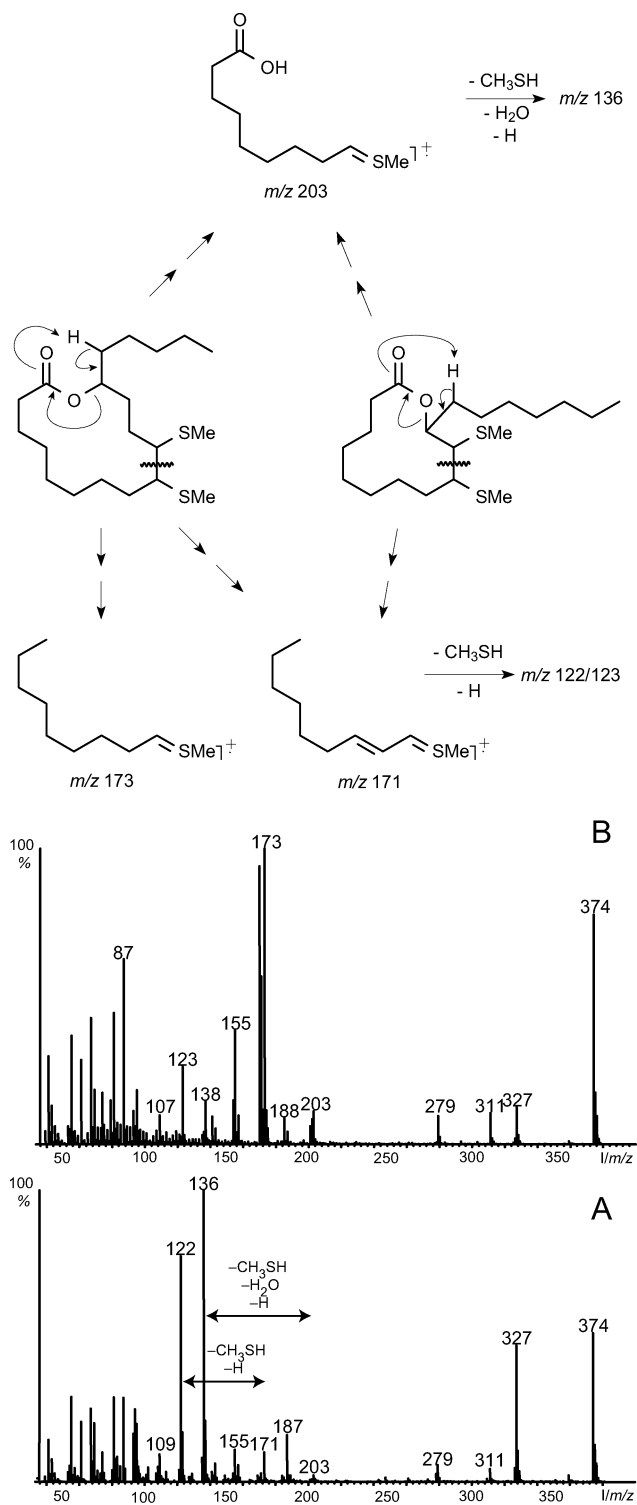 O
OH
SMe
m/z 203
- CH₃SH
- H₂O
- H
m/z 136
H
O
O
SMe
SMe
O
H
O
SMe
SMe
SMe
m/z 173
SMe
m/z 171
- CH₃SH
- H
m/z 122/123
B
100
%
173
374
87
155
123
107
138
188
203
279
311
327
50 100 150 200 250 300 350 I/m/z
A
100
%
136
122
–CH₃SH
–H₂O
–H
–CH₃SH
–H
327
374
109
155
171
187
203
279
311
50 100 150 200 250 300 350 I/m/z